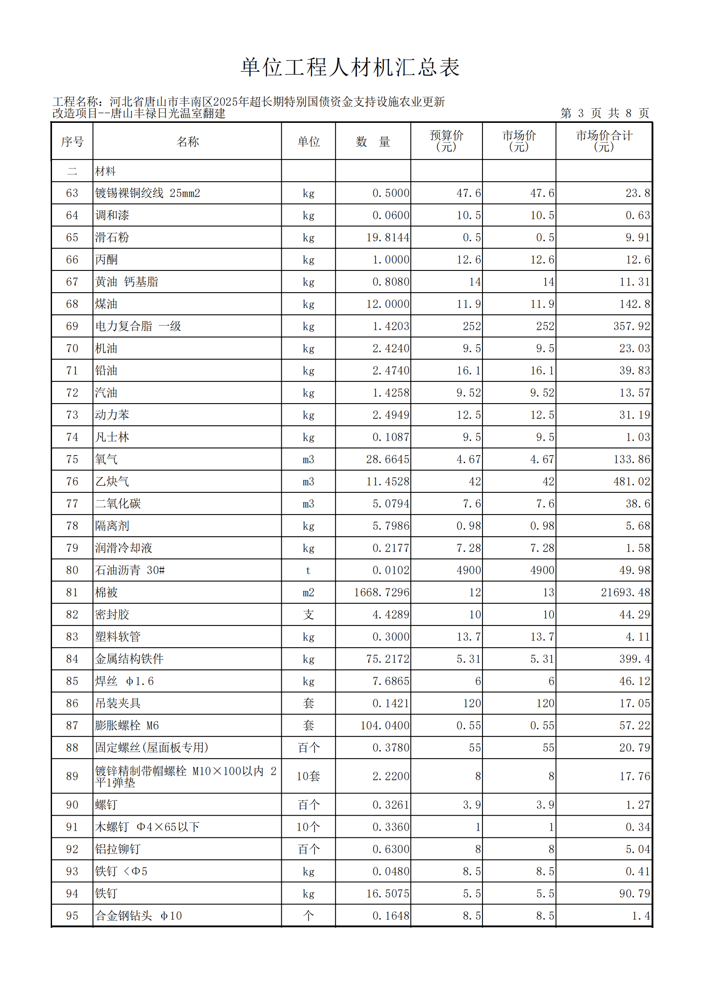 单位工程人材机汇总表
工程名称：河北省唐山市丰南区2025年超长期特别国债资金支持设施农业更新
改造项目--唐山丰禄日光温室翻建 第 3 页 共 8 页
序号 名称 单位 数 量 预算价(元) 市场价(元) 市场价合计(元)
二 材料
63 镀锡裸铜绞线 25mm2 kg 0.5000 47.6 47.6 23.8
64 调和漆 kg 0.0600 10.5 10.5 0.63
65 滑石粉 kg 19.8144 0.5 0.5 9.91
66 丙酮 kg 1.0000 12.6 12.6 12.6
67 黄油 钙基脂 kg 0.8080 14 14 11.31
68 煤油 kg 12.0000 11.9 11.9 142.8
69 电力复合脂 一级 kg 1.4203 252 252 357.92
70 机油 kg 2.4240 9.5 9.5 23.03
71 铅油 kg 2.4740 16.1 16.1 39.83
72 汽油 kg 1.4258 9.52 9.52 13.57
73 动力苯 kg 2.4949 12.5 12.5 31.19
74 凡士林 kg 0.1087 9.5 9.5 1.03
75 氧气 m3 28.6645 4.67 4.67 133.86
76 乙炔气 m3 11.4528 42 42 481.02
77 二氧化碳 m3 5.0794 7.6 7.6 38.6
78 隔离剂 kg 5.7986 0.98 0.98 5.68
79 润滑冷却液 kg 0.2177 7.28 7.28 1.58
80 石油沥青 30# t 0.0102 4900 4900 49.98
81 棉被 m2 1668.7296 12 13 21693.48
82 密封胶 支 4.4289 10 10 44.29
83 塑料软管 kg 0.3000 13.7 13.7 4.11
84 金属结构铁件 kg 75.2172 5.31 5.31 399.4
85 焊丝 φ1.6 kg 7.6865 6 6 46.12
86 吊装夹具 套 0.1421 120 120 17.05
87 膨胀螺栓 M6 套 104.0400 0.55 0.55 57.22
88 固定螺丝(屋面板专用) 百个 0.3780 55 55 20.79
89 镀锌精制带帽螺栓 M10×100以内 2
平1弹垫 10套 2.2200 8 8 17.76
90 螺钉 百个 0.3261 3.9 3.9 1.27
91 木螺钉 Φ4×65以下 10个 0.3360 1 1 0.34
92 铝拉铆钉 百个 0.6300 8 8 5.04
93 铁钉 <Φ5 kg 0.0480 8.5 8.5 0.41
94 铁钉 kg 16.5075 5.5 5.5 90.79
95 合金钢钻头 φ10 个 0.1648 8.5 8.5 1.4